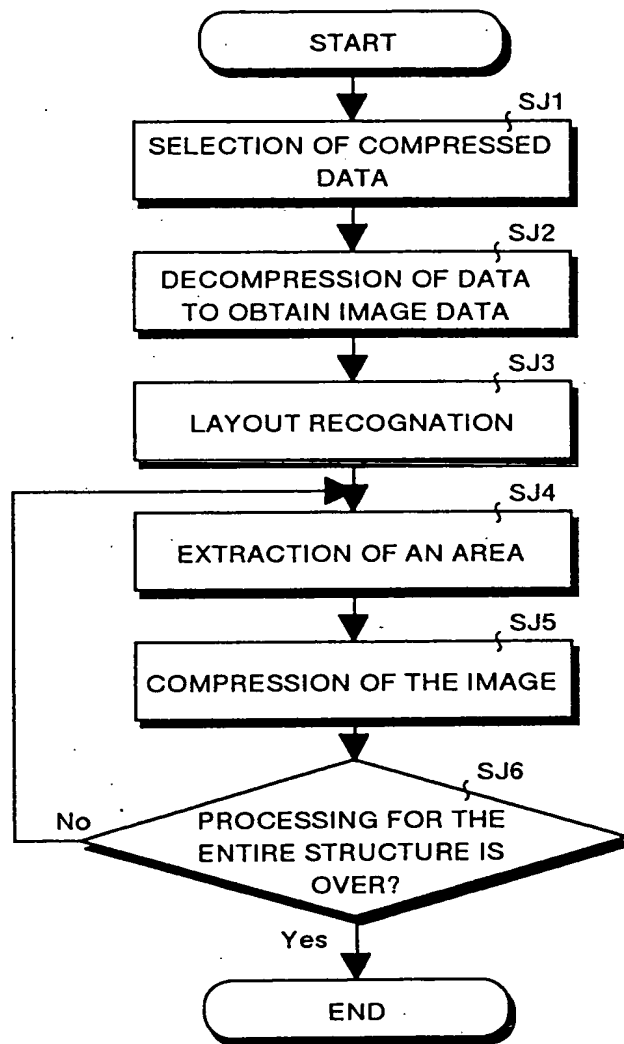 START
SJ1
SELECTION OF COMPRESSED
DATA
SJ2
DECOMPRESSION OF DATA
TO OBTAIN IMAGE DATA
SJ3
LAYOUT RECOGNATION
SJ4
EXTRACTION OF AN AREA
SJ5
COMPRESSION OF THE IMAGE
SJ6
No
PROCESSING FOR THE
ENTIRE STRUCTURE IS
OVER?
Yes
END